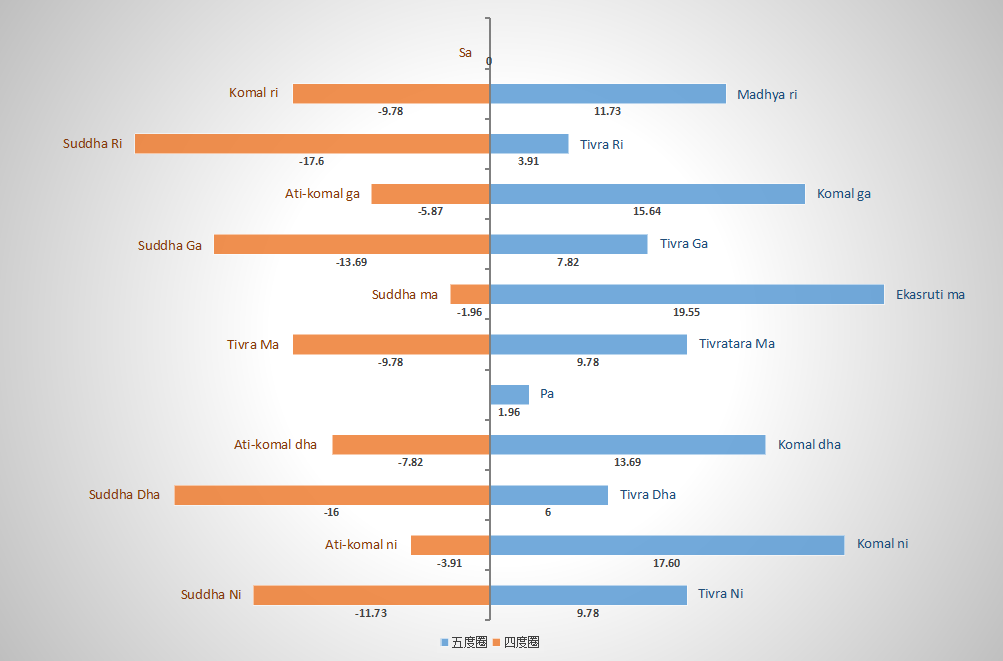 Sa
0
Komal ri
Madhya ri
-9.78
11.73
Suddha Ri
Tivra Ri
-17.6
3.91
Ati-komal ga
Komal ga
-5.87
15.64
Suddha Ga
Tivra Ga
-13.69
7.82
Suddha ma
Ekasruti ma
-1.96
19.55
Tivra Ma
Tivratara Ma
-9.78
9.78
Pa
1.96
Ati-komal dha
Komal dha
-7.82
13.69
Suddha Dha
Tivra Dha
-16
6
Ati-komal ni
Komal ni
-3.91
17.60
Suddha Ni
Tivra Ni
-11.73
9.78
五度圈 四度圈